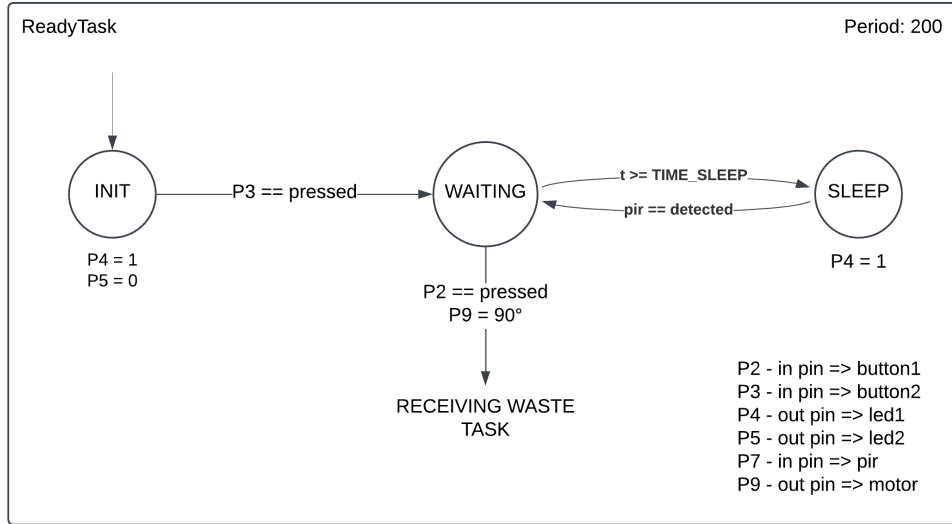 ReadyTask
Period: 200
INIT
P3 == pressed
WAITING
t >= TIME_SLEEP
pir == detected
SLEEP
P4 = 1
P5 = 0
P4 = 1
P2 == pressed
P9 = 90°
RECEIVING WASTE
TASK
P2 - in pin => button1
P3 - in pin => button2
P4 - out pin => led1
P5 - out pin => led2
P7 - in pin => pir
P9 - out pin => motor